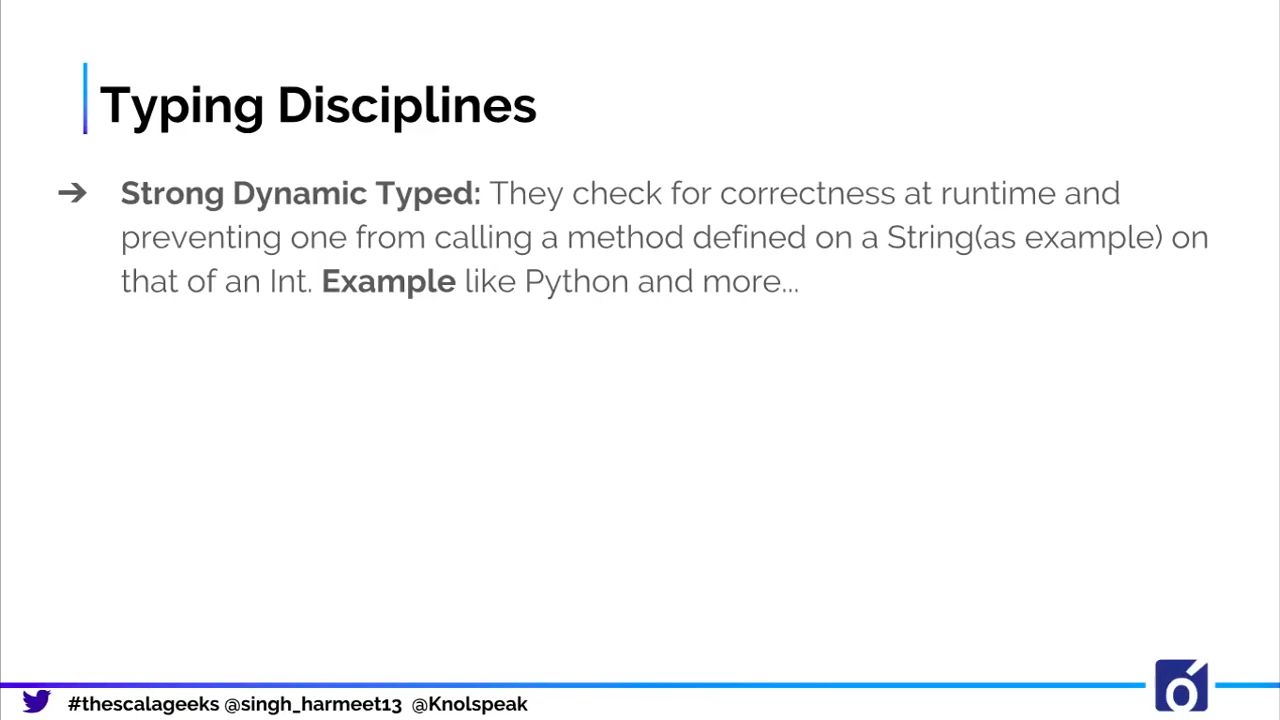 Typing Disciplines
➔ Strong Dynamic Typed: They check for correctness at runtime and
preventing one from calling a method defined on a String(as example) on
that of an Int. Example like Python and more...
#thescalageeks @singh_harmeet13 @Knolspeak